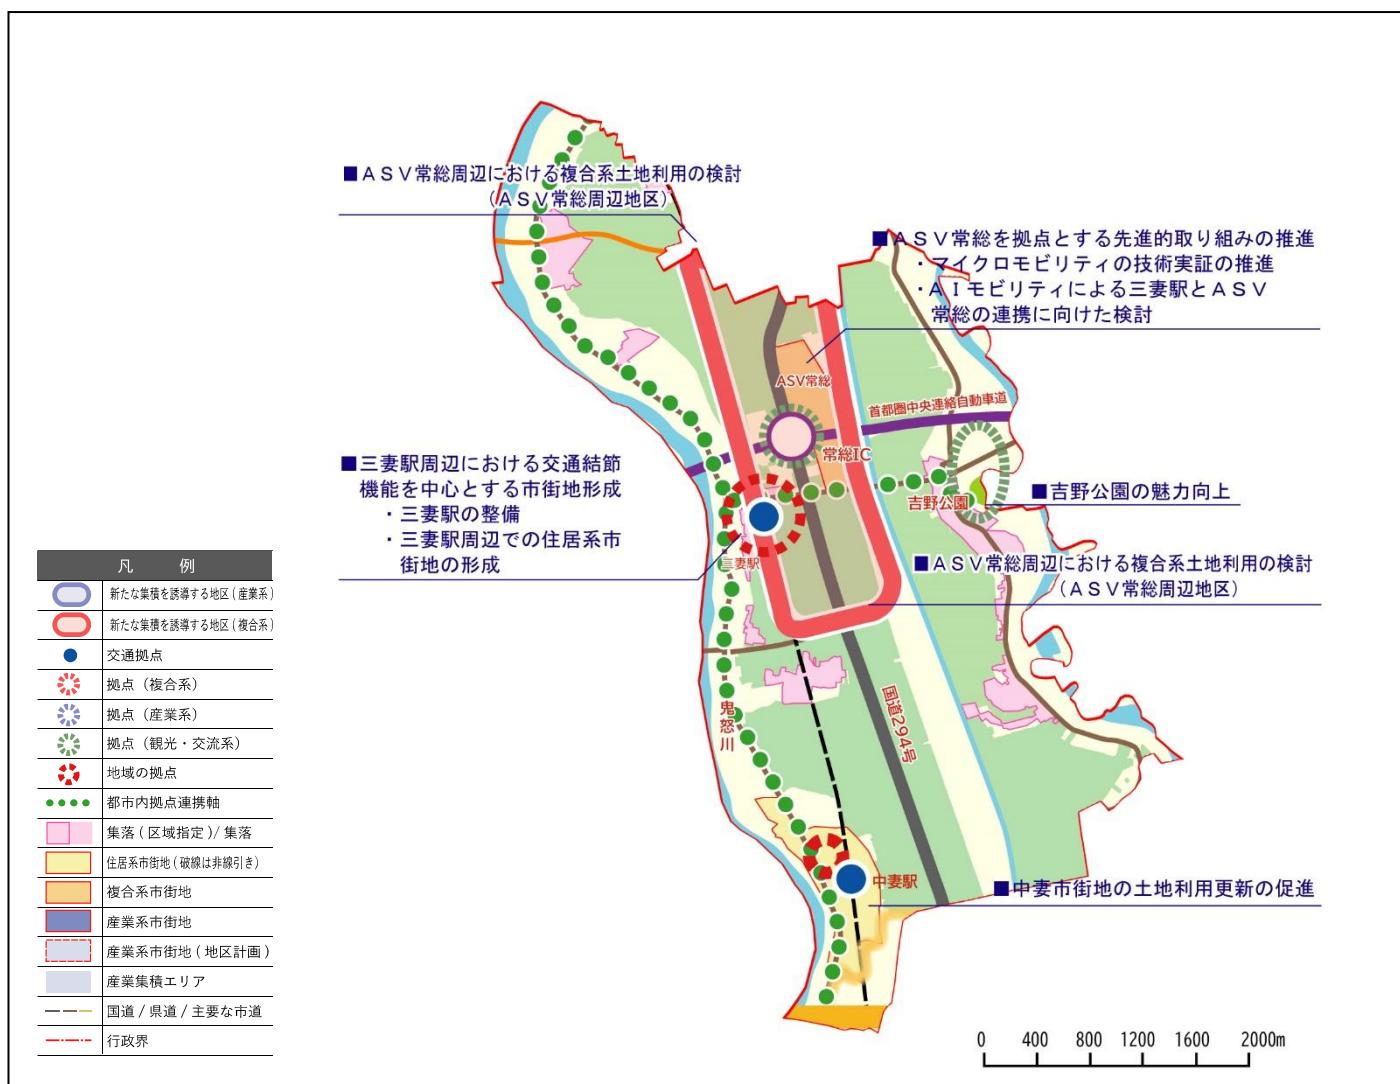 ■ＡＳＶ常総周辺における複合系土地利用の検討
（ＡＳＶ常総周辺地区）
■ＡＳＶ常総を拠点とする先進的取り組みの推進
・マイクロモビリティの技術実証の推進
・ＡＩモビリティによる三妻駅とＡＳＶ
常総の連携に向けた検討
ASV常総
首都圏中央連絡自動車道
常総IC
■三妻駅周辺における交通結節
機能を中心とする市街地形成
・三妻駅の整備
・三妻駅周辺での住居系市
街地の形成
吉野公園
■吉野公園の魅力向上
三妻駅
■ＡＳＶ常総周辺における複合系土地利用の検討
（ＡＳＶ常総周辺地区）
鬼怒川
国道294号
中妻駅
■中妻市街地の土地利用更新の促進
凡　例
新たな集積を誘導する地区(産業系)
新たな集積を誘導する地区(複合系)
交通拠点
拠点（複合系）
拠点（産業系）
拠点（観光・交流系）
地域の拠点
都市内拠点連携軸
集落(区域指定)/集落
住居系市街地(破線は非線引き)
複合系市街地
産業系市街地
産業系市街地(地区計画)
産業集積エリア
国道/県道/主要な市道
行政界
0 400 800 1200 1600 2000m